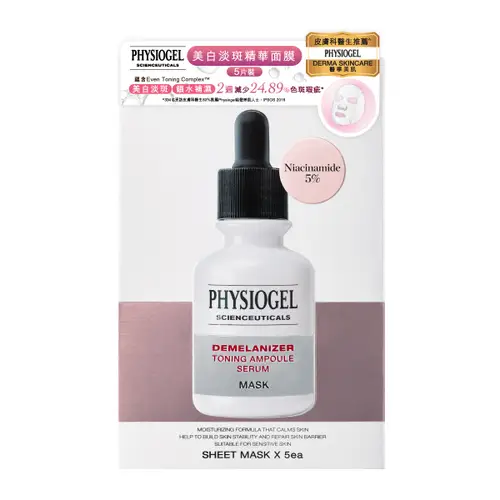 PHYSIOGEL
SCIENCEUTICALS
美白淡斑精華面膜
5片裝
蘊含Even Toning Complex™
美白淡斑 鎖水補濕 2週減少24.89%色斑瑕疵^
皮膚科醫生推薦*
PHYSIOGEL
DERMA SKINCARE
醫學美肌
Niacinamide
5%
PHYSIOGEL
SCIENCEUTICALS
DEMELANIZER
TONING AMPOULE
SERUM
MASK
MOISTURIZING FORMULA THAT CALMS SKIN
HELP TO BUILD SKIN STABILITY AND REPAIR SKIN BARRIER
SUITABLE FOR SENSITIVE SKIN
SHEET MASK X 5ea